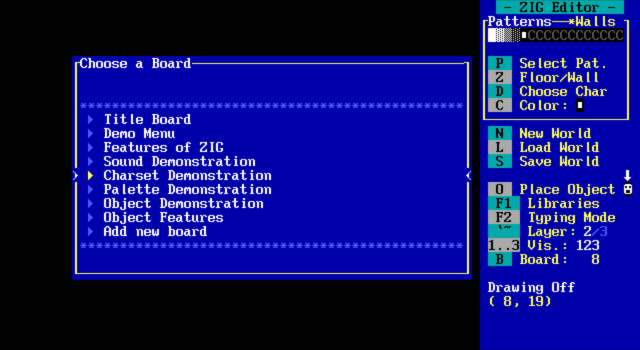 - ZIG Editor -
Patterns──*Walls
CCCCCCCCCCCC
P Select Pat.
Z Floor/Wall
D Choose Char
C Color:
N New World
L Load World
S Save World
O Place Object
F1 Libraries
F2 Typing Mode
`~ Layer: 2/3
1..3 Vis.: 123
B Board: 8
Drawing Off
( 8, 19)
Choose a Board
Title Board
Demo Menu
Features of ZIG
Sound Demonstration
Charset Demonstration
Palette Demonstration
Object Demonstration
Object Features
Add new board